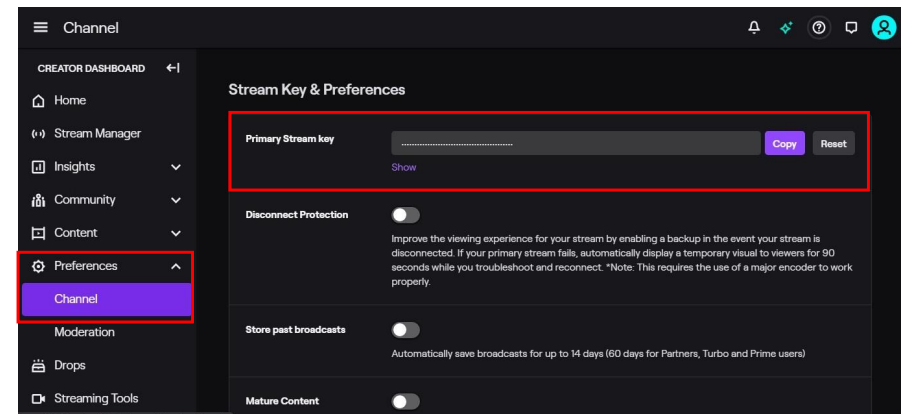 Channel
CREATOR DASHBOARD
Home
Stream Manager
Insights
Community
Content
Preferences
Channel
Moderation
Drops
Streaming Tools
Stream Key & Preferences
Primary Stream key
Copy
Reset
Show
Disconnect Protection
Improve the viewing experience for your stream by enabling a backup in the event your stream is
disconnected. If your primary stream fails, automatically display a temporary visual to viewers for 90
seconds while you troubleshoot and reconnect. *Note: This requires the use of a major encoder to work
properly.
Store past broadcasts
Automatically save broadcasts for up to 14 days (60 days for Partners, Turbo and Prime users)
Mature Content